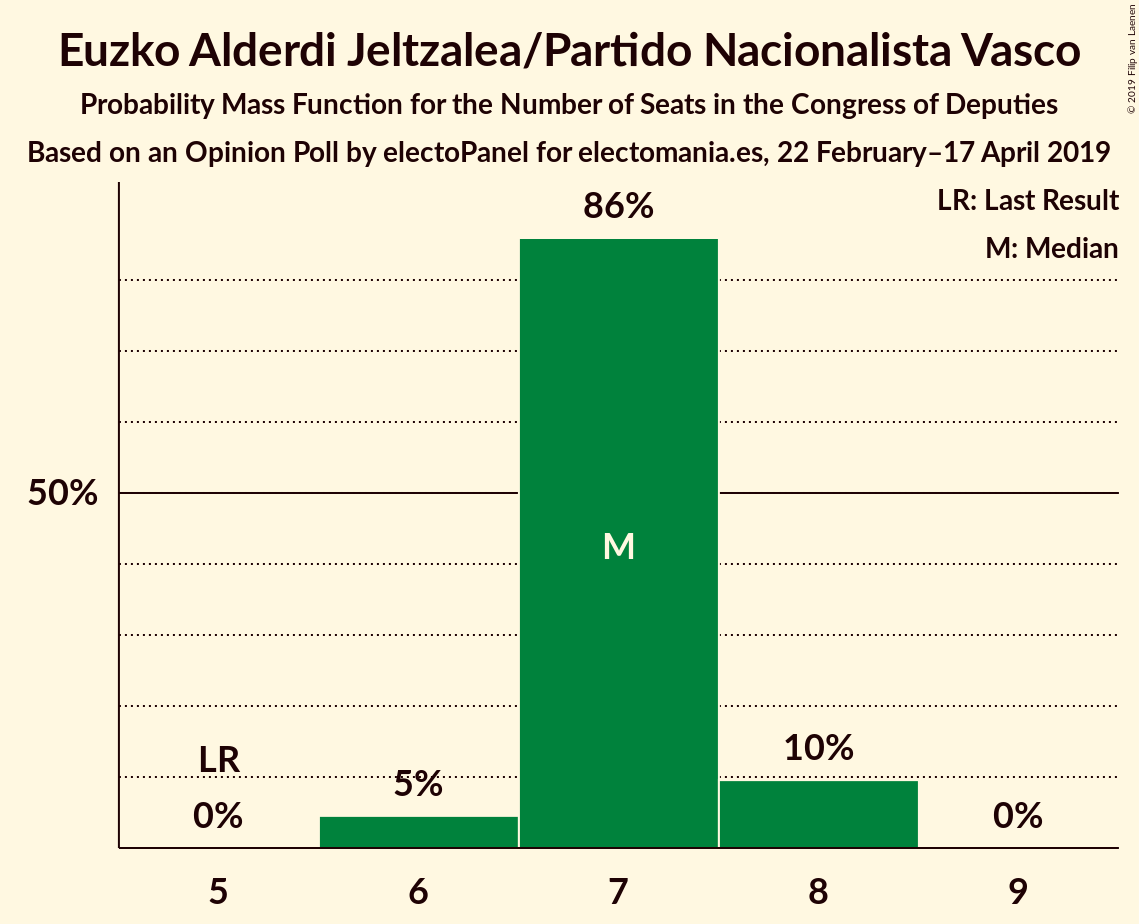 Euzko Alderdi Jeltzalea/Partido Nacionalista Vasco
Probability Mass Function for the Number of Seats in the Congress of Deputies
Based on an Opinion Poll by electoPanel for electomania.es, 22 February–17 April 2019
© 2019 Filip van Laenen
LR: Last Result
M: Median
86%
50%
M
LR
10%
5%
0%
0%
5 6 7 8 9